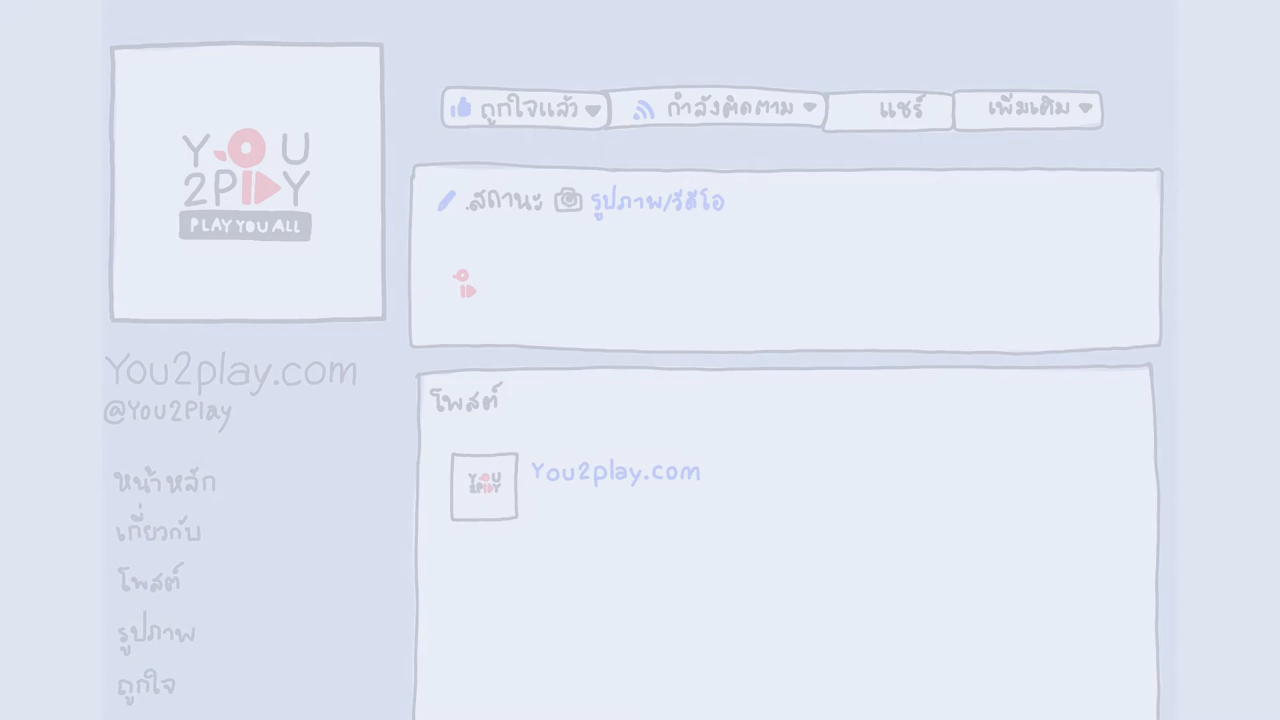 YOU
2PLAY
PLAY YOU ALL
You2play.com
@You2Play
หน้าหลัก
เกี่ยวกับ
โพสต์
รูปภาพ
ถูกใจ
ถูกใจแล้ว กำลังติดตาม แชร์ เพิ่มเติม
.สถานะ รูปภาพ/วีดีโอ
โพสต์
YOU
2PLAY
You2play.com